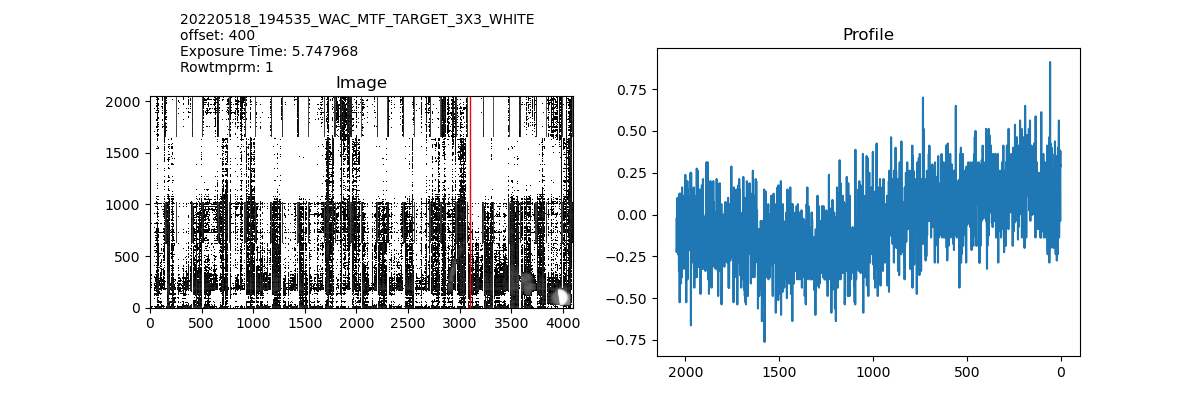 20220518_194535_WAC_MTF_TARGET_3X3_WHITE
offset: 400
Exposure Time: 5.747968
Rowtmprm: 1
Image
2000
1500
1000
500
0
0 500 1000 1500 2000 2500 3000 3500 4000
Profile
0.75
0.50
0.25
0.00
−0.25
−0.50
−0.75
2000 1500 1000 500 0